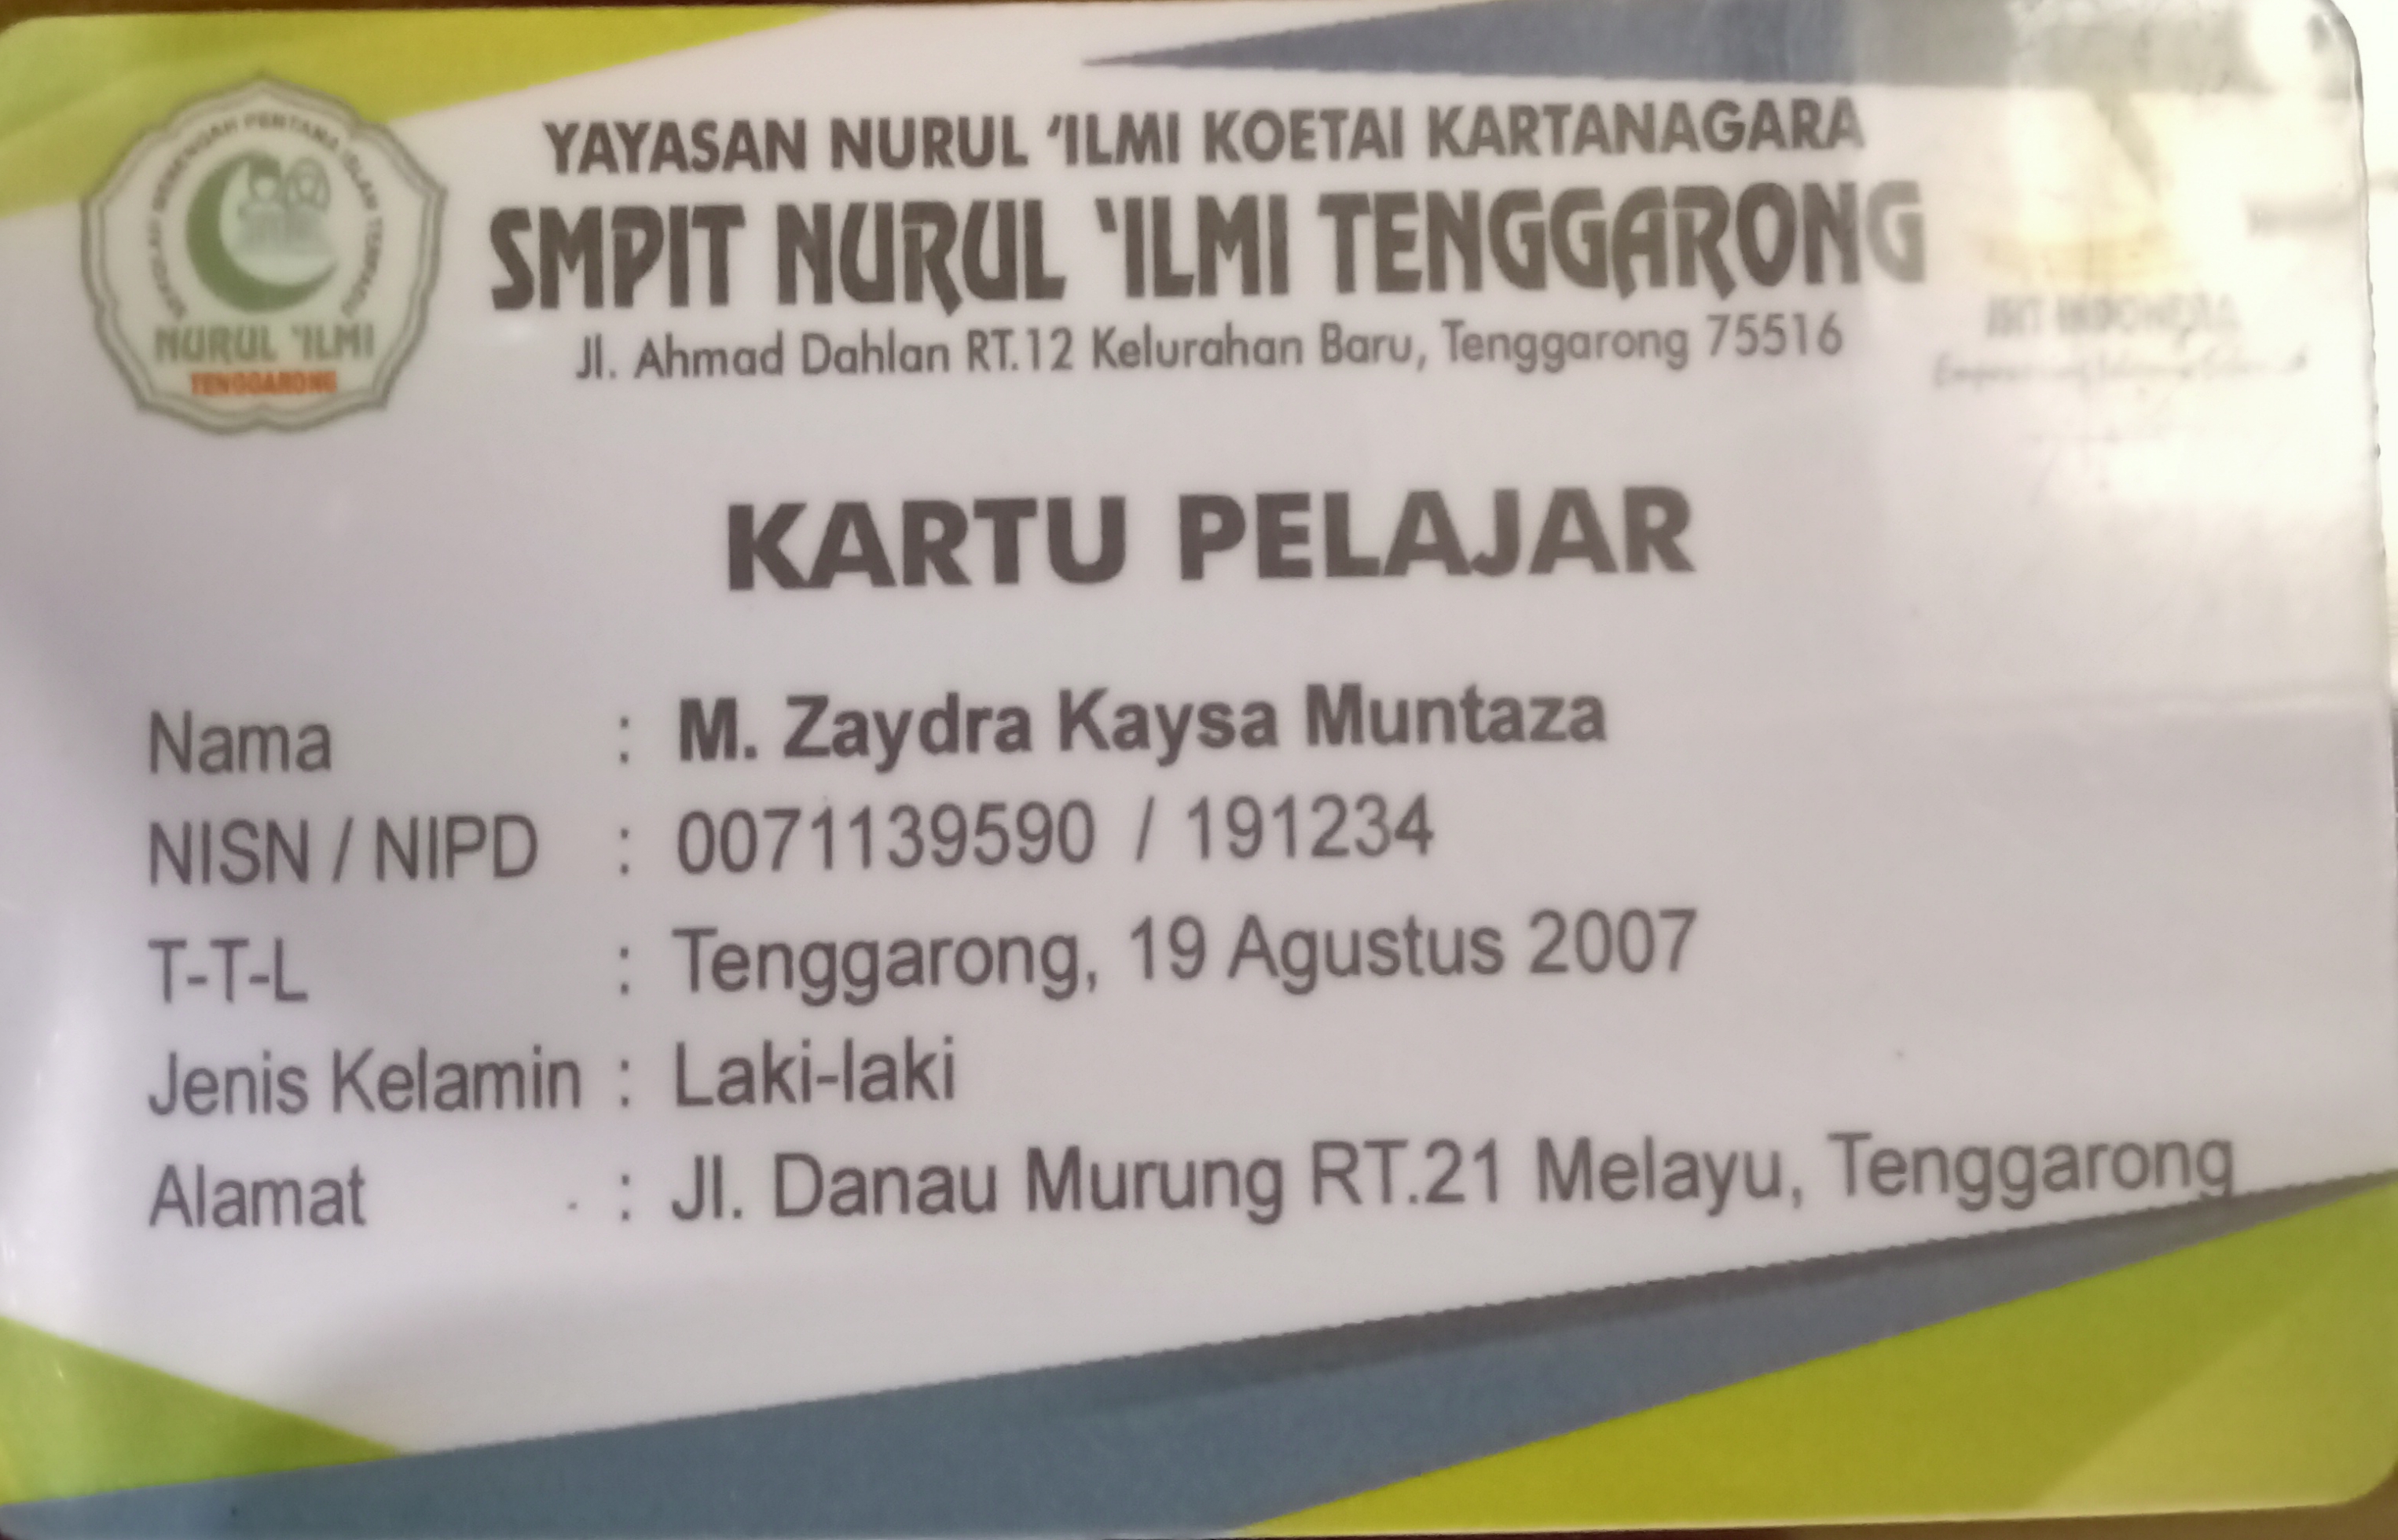 YAYASAN NURUL 'ILMI KOETAI KARTANAGARA
SMPIT NURUL 'ILMI TENGGARONG
Jl. Ahmad Dahlan RT.12 Kelurahan Baru, Tenggarong 75516
NURUL 'ILMI
TENGGARONG
JSIT INDONESIA
KARTU PELAJAR
Nama : M. Zaydra Kaysa Muntaza
NISN / NIPD : 0071139590 / 191234
T-T-L : Tenggarong, 19 Agustus 2007
Jenis Kelamin : Laki-laki
Alamat : Jl. Danau Murung RT.21 Melayu, Tenggarong